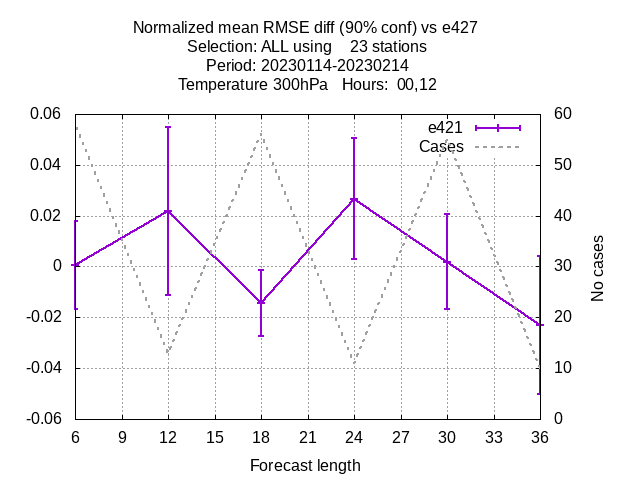 Normalized mean RMSE diff (90% conf) vs e427
Selection: ALL using    23 stations
Period: 20230114-20230214
Temperature 300hPa   Hours:  00,12
e421
Cases
0.06
0.04
0.02
0
-0.02
-0.04
-0.06
60
50
40
30
20
10
0
No cases
6 9 12 15 18 21 24 27 30 33 36
Forecast length